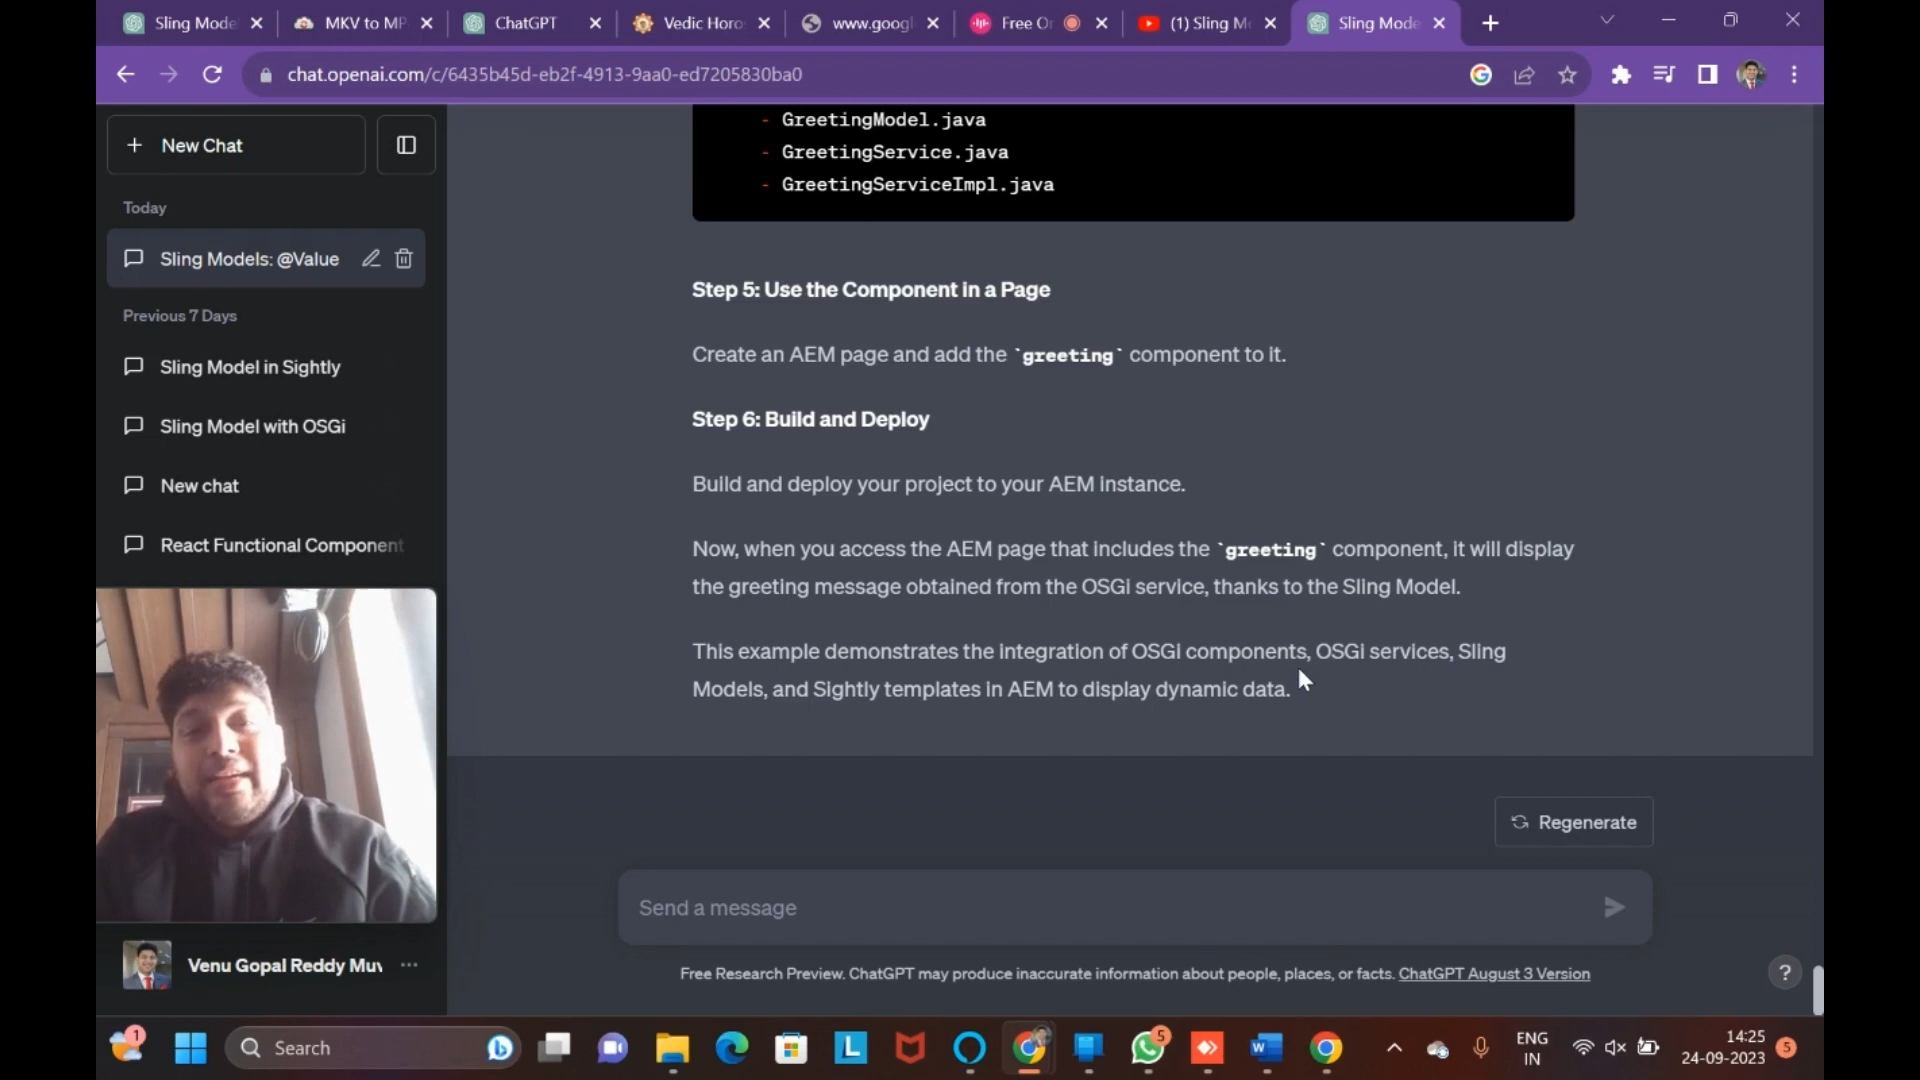 Sling Mode
MKV to MP
ChatGPT
Vedic Horo
www.googl
Free O
(1) Sling M
Sling Mode
chat.openai.com/c/6435b45d-eb2f-4913-9aa0-ed7205830ba0
New Chat
Today
Sling Models: @Value
Previous 7 Days
Sling Model in Sightly
Sling Model with OSGi
New chat
React Functional Component
Venu Gopal Reddy Muv
- GreetingModel.java
- GreetingService.java
- GreetingServiceImpl.java
Step 5: Use the Component in a Page
Create an AEM page and add the `greeting` component to it.
Step 6: Build and Deploy
Build and deploy your project to your AEM instance.
Now, when you access the AEM page that includes the `greeting` component, it will display
the greeting message obtained from the OSGi service, thanks to the Sling Model.
This example demonstrates the integration of OSGi components, OSGi services, Sling
Models, and Sightly templates in AEM to display dynamic data.
Regenerate
Send a message
Free Research Preview. ChatGPT may produce inaccurate information about people, places, or facts. ChatGPT August 3 Version
?
1
Search
L
5
W
ENG
IN
14:25
24-09-2023
5